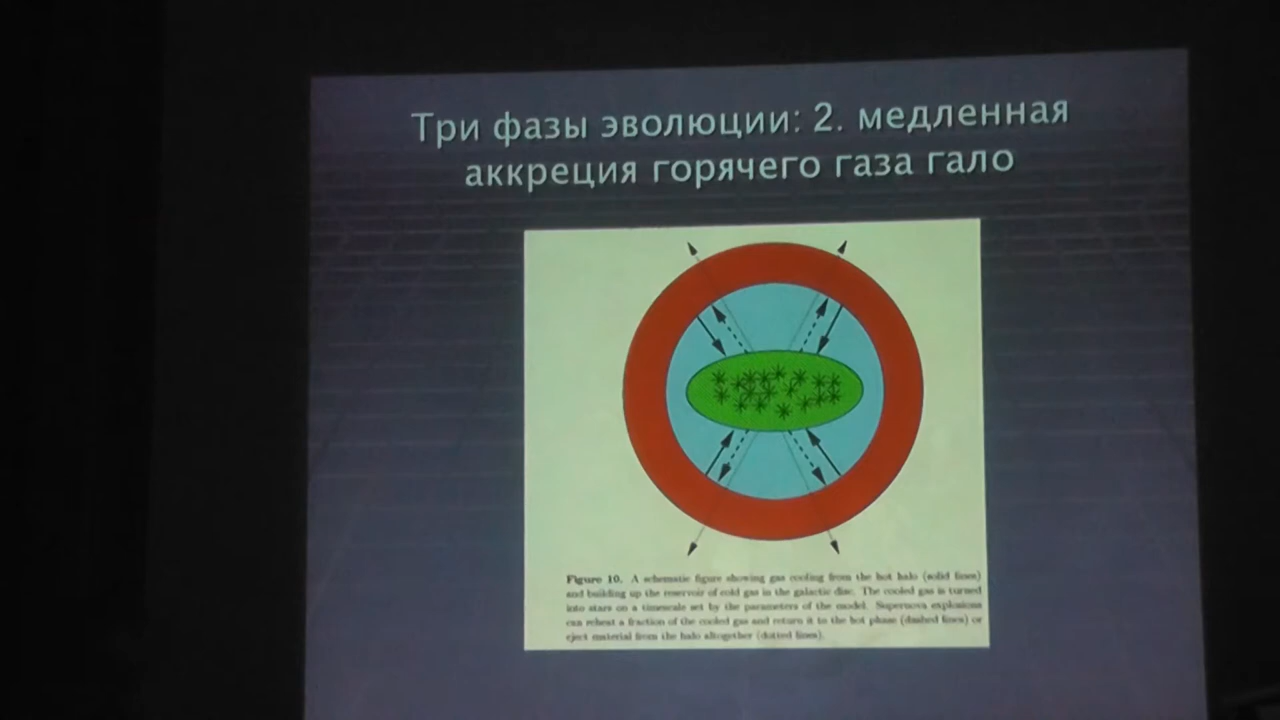 Три фазы эволюции: 2. медленная
аккреция горячего газа гало
Figure 10. A schematic figure showing gas cooling from the hot halo (solid lines)
and building up the reservoir of cold gas in the galactic disc. The cooled gas is turned
into stars on a timescale set by the parameters of the model. Supernova explosions
can reheat a fraction of the cooled gas and return it to the hot phase (dashed lines) or
eject material from the halo altogether (dotted lines).